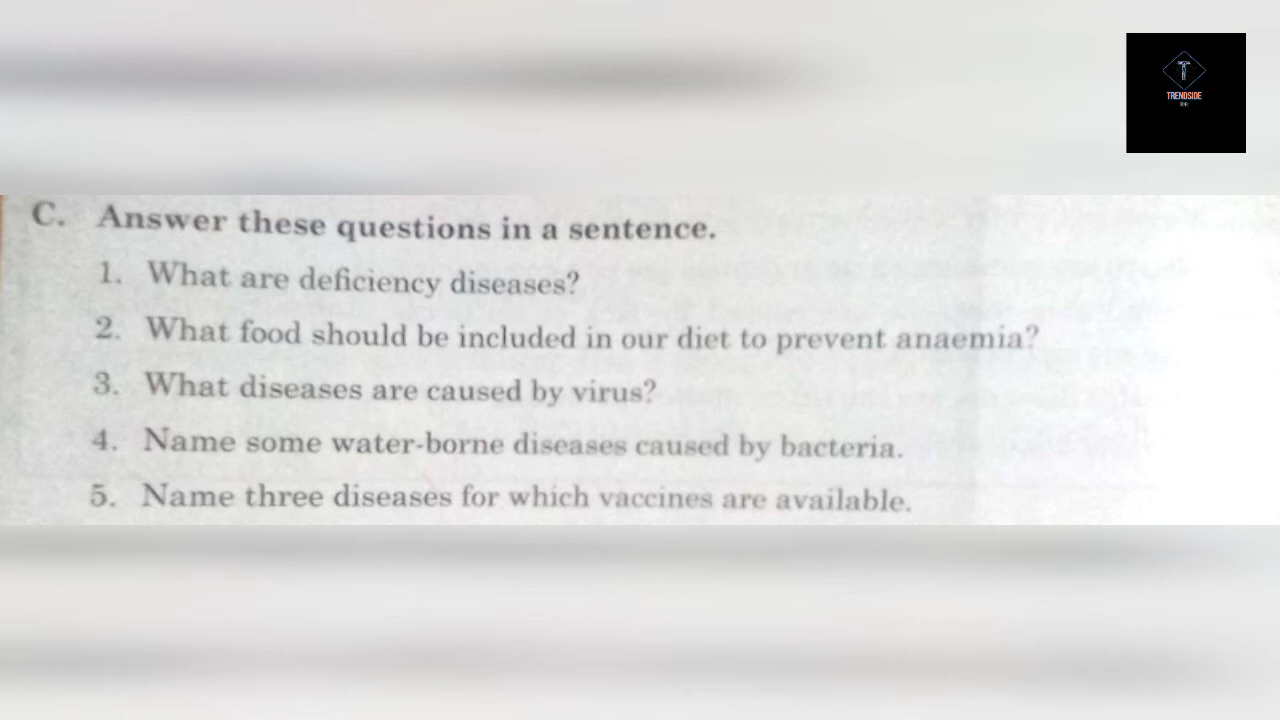 TRENDSIDE
C. Answer these questions in a sentence.
1. What are deficiency diseases?
2. What food should be included in our diet to prevent anaemia?
3. What diseases are caused by virus?
4. Name some water-borne diseases caused by bacteria.
5. Name three diseases for which vaccines are available.